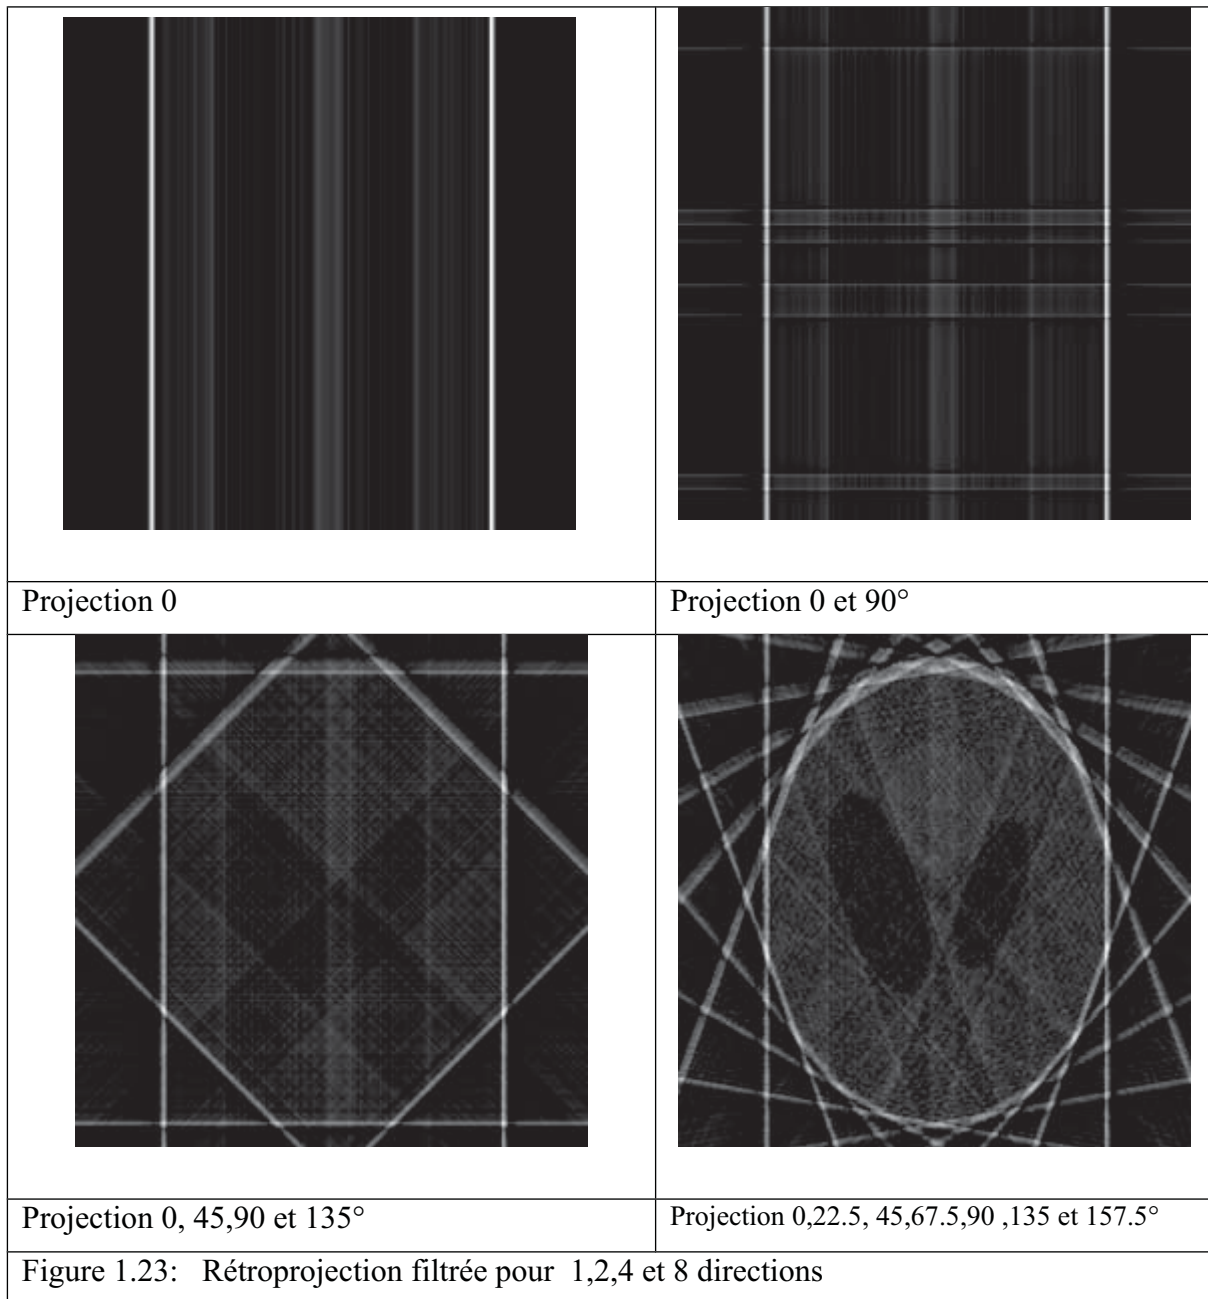 Projection 0
Projection 0 et 90°
Projection 0, 45,90 et 135°
Projection 0,22.5, 45,67.5,90 ,135 et 157.5°
Figure 1.23: Rétroprojection filtrée pour 1,2,4 et 8 directions